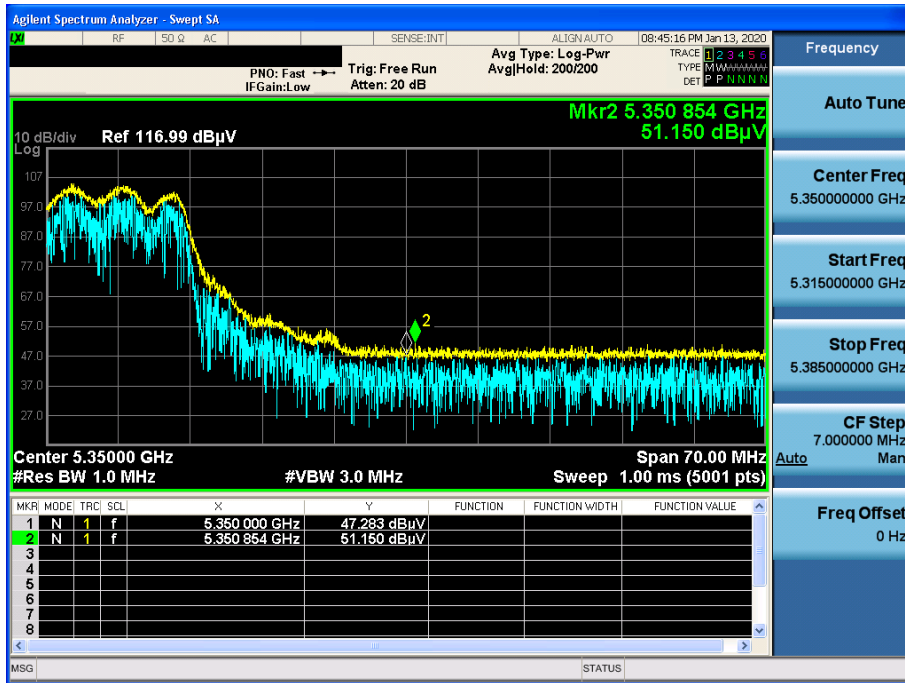 Agilent Spectrum Analyzer - Swept SA
LXI RF 50 Ω AC SENSE:INT ALIGNAUTO 08:45:16 PM Jan 13, 2020
PNO: Fast Trig: Free Run Avg Type: Log-Pwr TRACE 1 2 3 4 5 6
IFGain:Low Atten: 20 dB Avg|Hold: 200/200 TYPE MWWWWW
DET P P N N N N
Mkr2 5.350 854 GHz
51.150 dBµV
10 dB/div Ref 116.99 dBµV
Log
107
97.0
87.0
77.0
67.0
57.0
47.0
37.0
27.0
2
Center 5.35000 GHz Span 70.00 MHz
#Res BW 1.0 MHz #VBW 3.0 MHz Sweep 1.00 ms (5001 pts)
MKR MODE TRC SCL X Y FUNCTION FUNCTION WIDTH FUNCTION VALUE
1 N 1 f 5.350 000 GHz 47.283 dBµV
2 N 1 f 5.350 854 GHz 51.150 dBµV
3
4
5
6
7
8
MSG STATUS
Frequency
Auto Tune
Center Freq
5.350000000 GHz
Start Freq
5.315000000 GHz
Stop Freq
5.385000000 GHz
CF Step
7.000000 MHz
Auto Man
Freq Offset
0 Hz